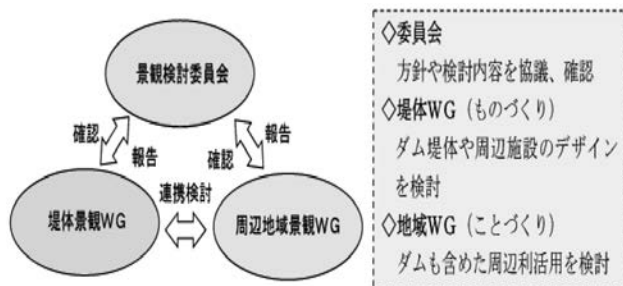 景観検討委員会
確認
報告
報告
確認
連携検討
堤体景観WG
周辺地域景観WG
◇委員会
方針や検討内容を協議、確認
◇堤体WG(ものづくり)
ダム堤体や周辺施設のデザイン
を検討
◇地域WG(ことづくり)
ダムも含めた周辺利活用を検討